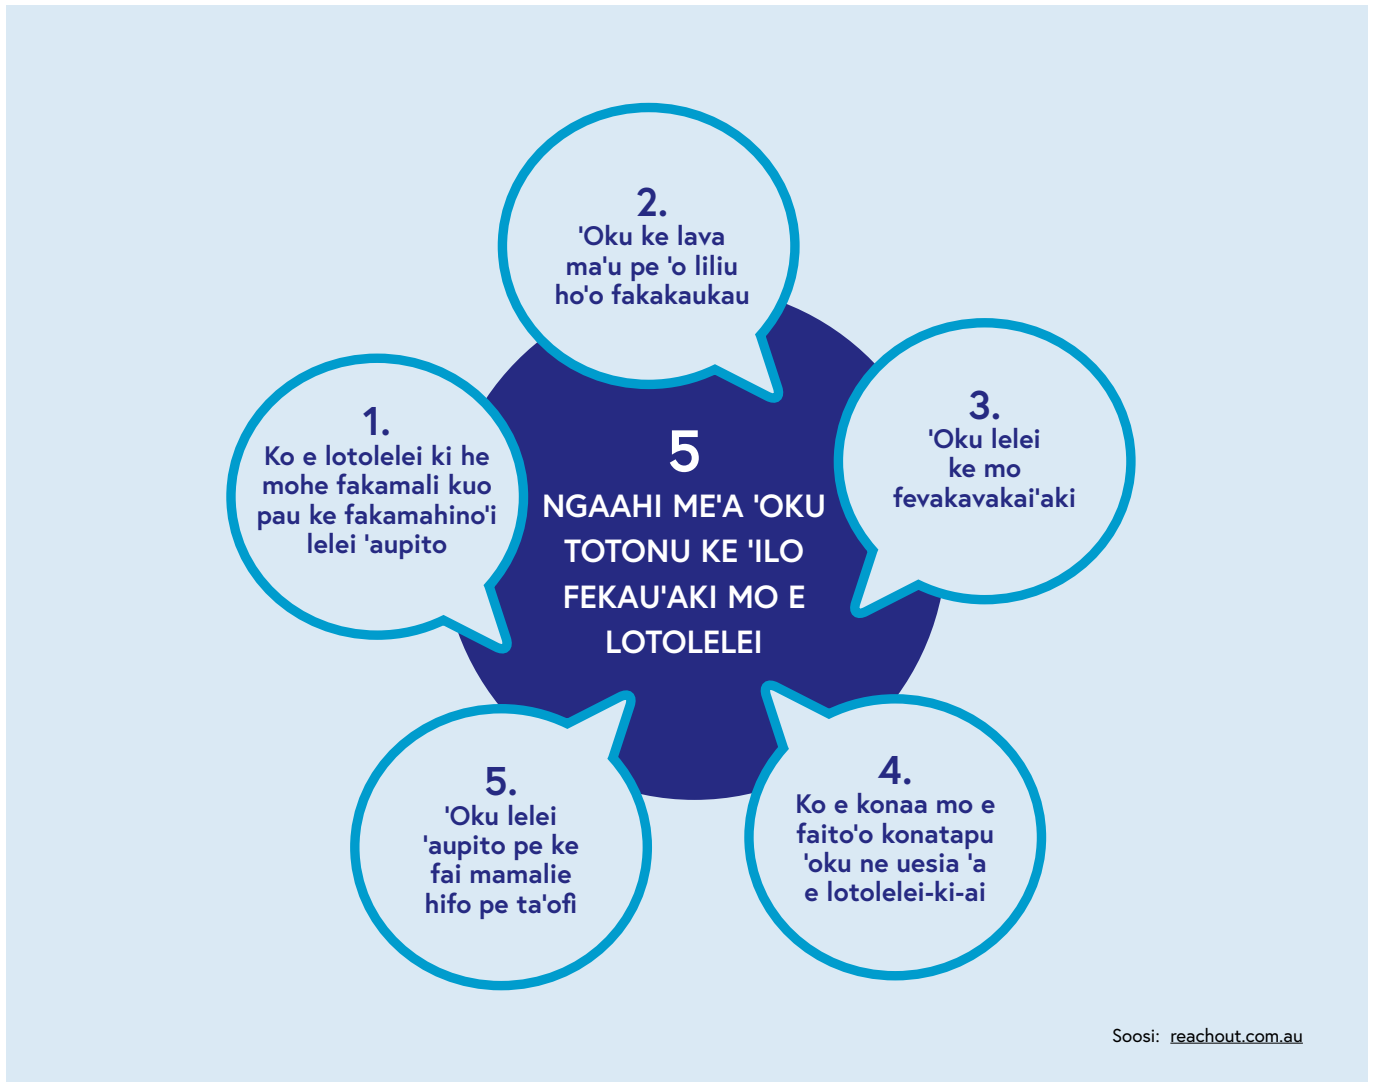 5
NGAAHI ME'A 'OKU
TOTONU KE 'ILO
FEKAU'AKI MO E
LOTOLELEI
1.
Ko e lotolelei ki he
mohe fakamali kuo
pau ke fakamahino'i
lelei 'aupito
2.
'Oku ke lava
ma'u pe 'o liliu
ho'o fakakaukau
3.
'Oku lelei
ke mo
fevakavakai'aki
4.
Ko e konaa mo e
faito'o konatapu
'oku ne uesia 'a
e lotolelei-ki-ai
5.
'Oku lelei
'aupito pe ke
fai mamalie
hifo pe ta'ofi
Soosi: reachout.com.au